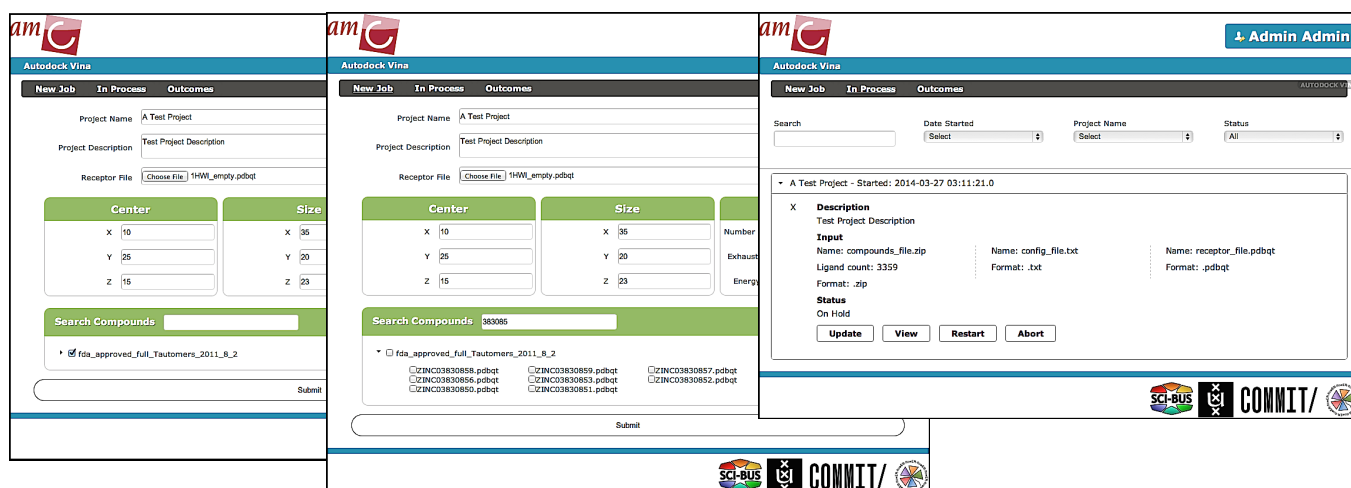 am
Autodock Vina
New Job In Process Outcomes
Project Name A Test Project
Project Description Test Project Description
Receptor File Choose File 1HWI_empty.pdbqt
Center Size
X 10 X 35
Y 25 Y 20
Z 15 Z 23
Search Compounds
fda_approved_full_Tautomers_2011_8_2
Submit
am
Autodock Vina
New Job In Process Outcomes
Project Name A Test Project
Project Description Test Project Description
Receptor File Choose File 1HWI_empty.pdbqt
Center Size
X 10 X 35 Number
Y 25 Y 20 Exhaust
Z 15 Z 23 Energy
Search Compounds 383085
fda_approved_full_Tautomers_2011_8_2
ZINC03830858.pdbqt ZINC03830859.pdbqt ZINC03830857.pdbqt
ZINC03830856.pdbqt ZINC03830853.pdbqt ZINC03830852.pdbqt
ZINC03830850.pdbqt ZINC03830851.pdbqt
Submit
SCI-BUS COMMIT/
am
Admin Admin
Autodock Vina
New Job In Process Outcomes AUTODOCK VIN
Search Date Started Project Name Status
Select Select All
A Test Project - Started: 2014-03-27 03:11:21.0
X Description
Test Project Description
Input
Name: compounds_file.zip Name: config_file.txt Name: receptor_file.pdbqt
Ligand count: 3359 Format: .txt Format: .pdbqt
Format: .zip
Status
On Hold
Update View Restart Abort
SCI-BUS COMMIT/